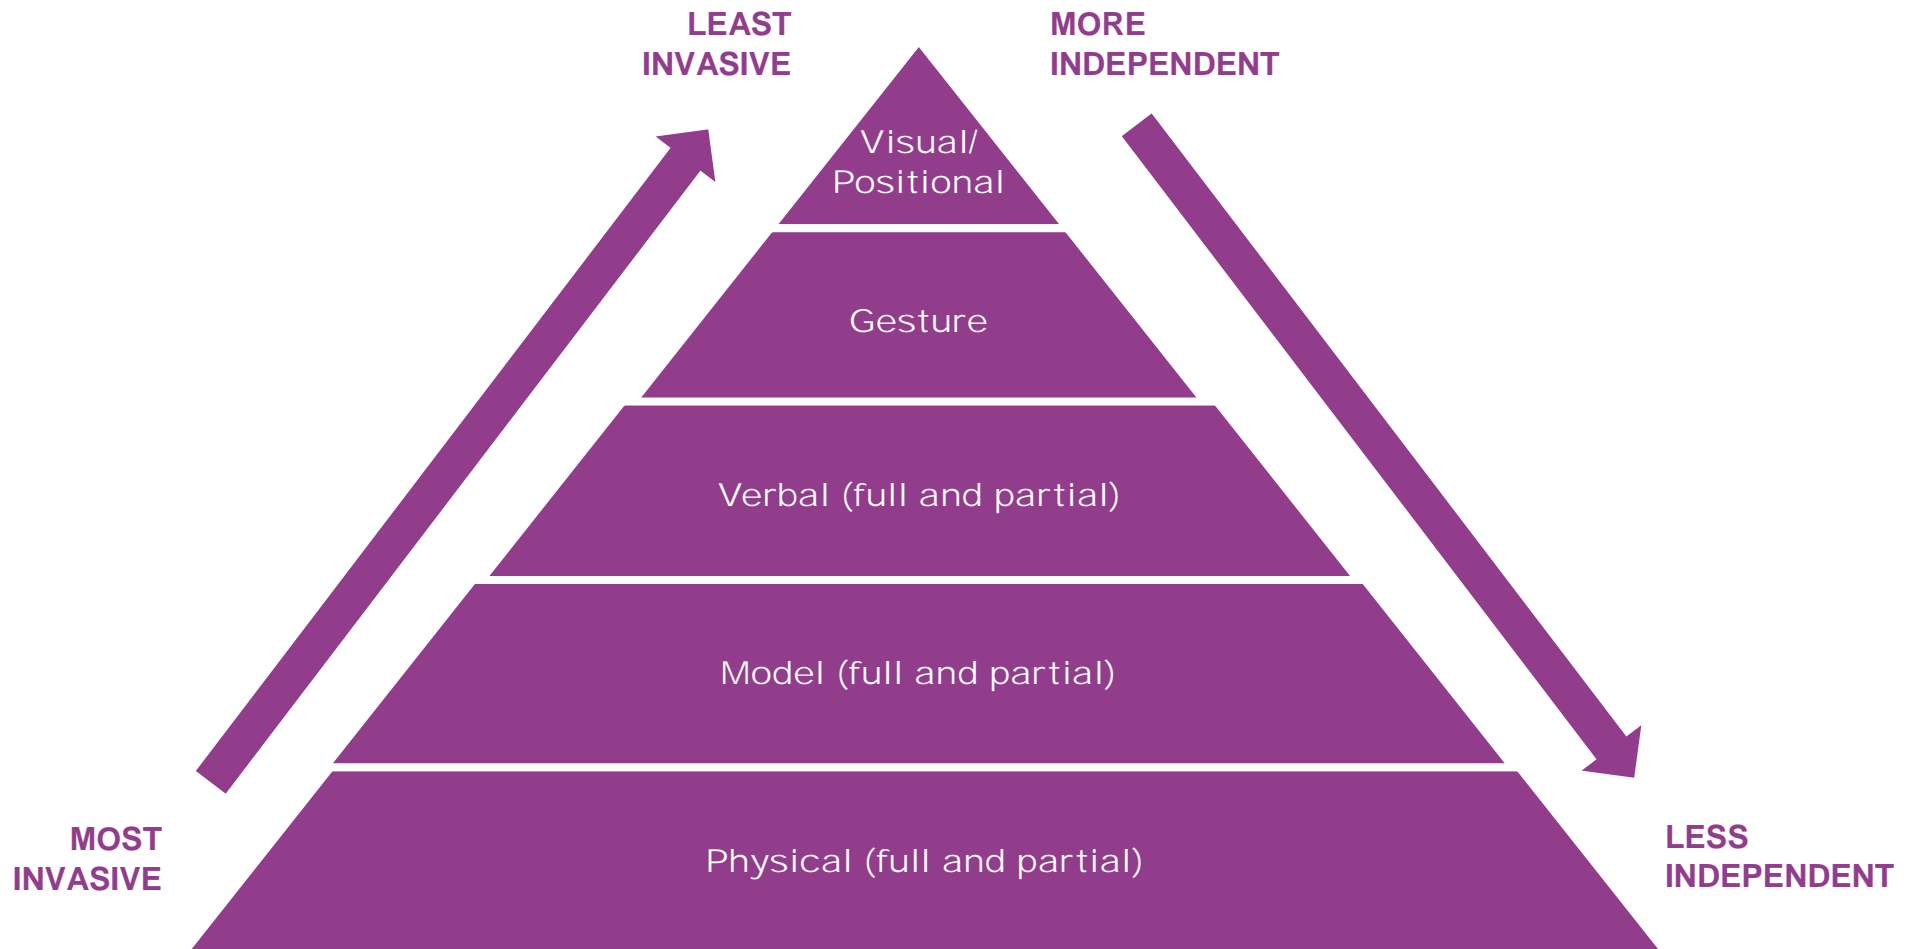 LEAST
INVASIVE
MORE
INDEPENDENT
Visual/
Positional
Gesture
Verbal (full and partial)
Model (full and partial)
Physical (full and partial)
MOST
INVASIVE
LESS
INDEPENDENT